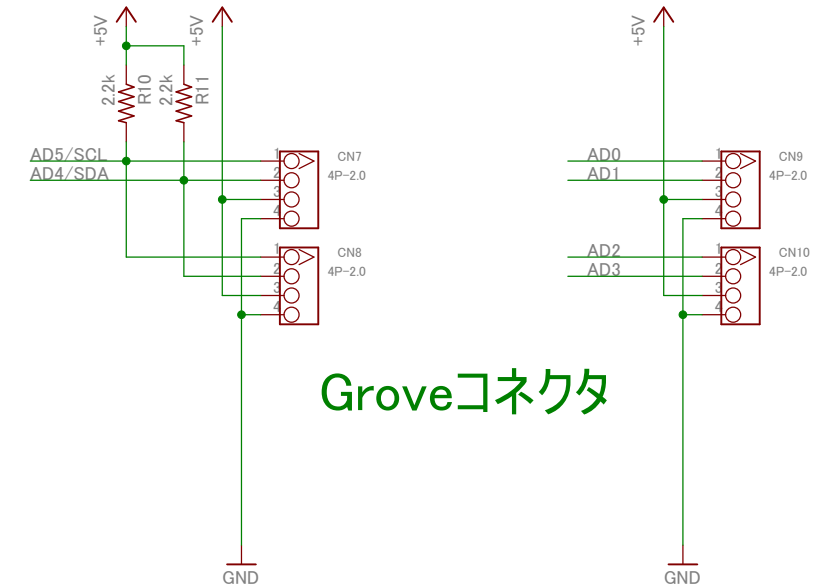 +5V
+5V
2.2k
R10
2.2k
R11
AD5/SCL
AD4/SDA
1
2
3
4
CN7
4P-2.0
1
2
3
4
CN8
4P-2.0
GND
+5V
AD0
AD1
1
2
3
4
CN9
4P-2.0
AD2
AD3
1
2
3
4
CN10
4P-2.0
GND
Groveコネクタ